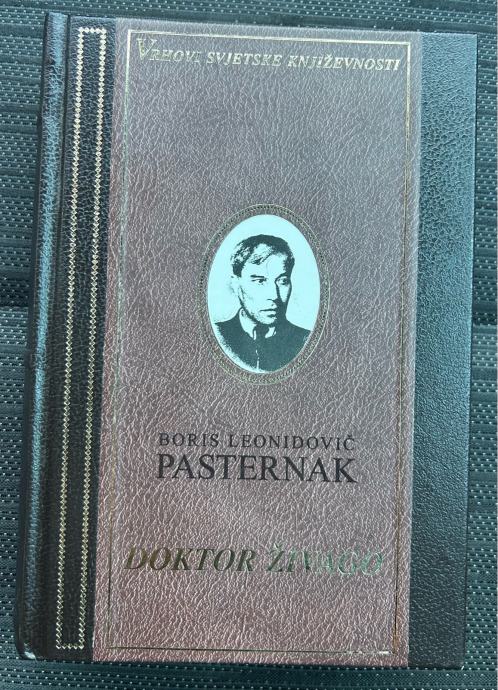 VRHOVI SVJETSKE KNJIŽEVNOSTI
BORIS LEONIDOVIČ
PASTERNAK
DOKTOR ŽIVAGO